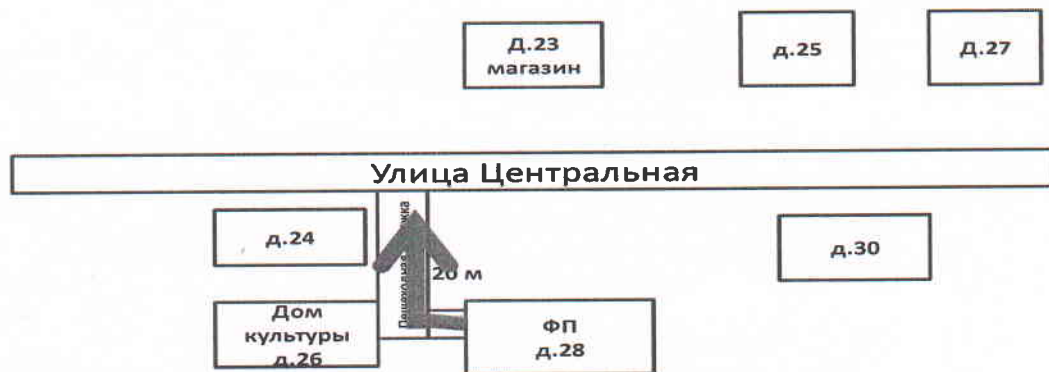 Д.23
магазин
д.25
Д.27
Улица Центральная
д.24
20 м
д.30
Дом
культуры
д.26
ФП
д.28